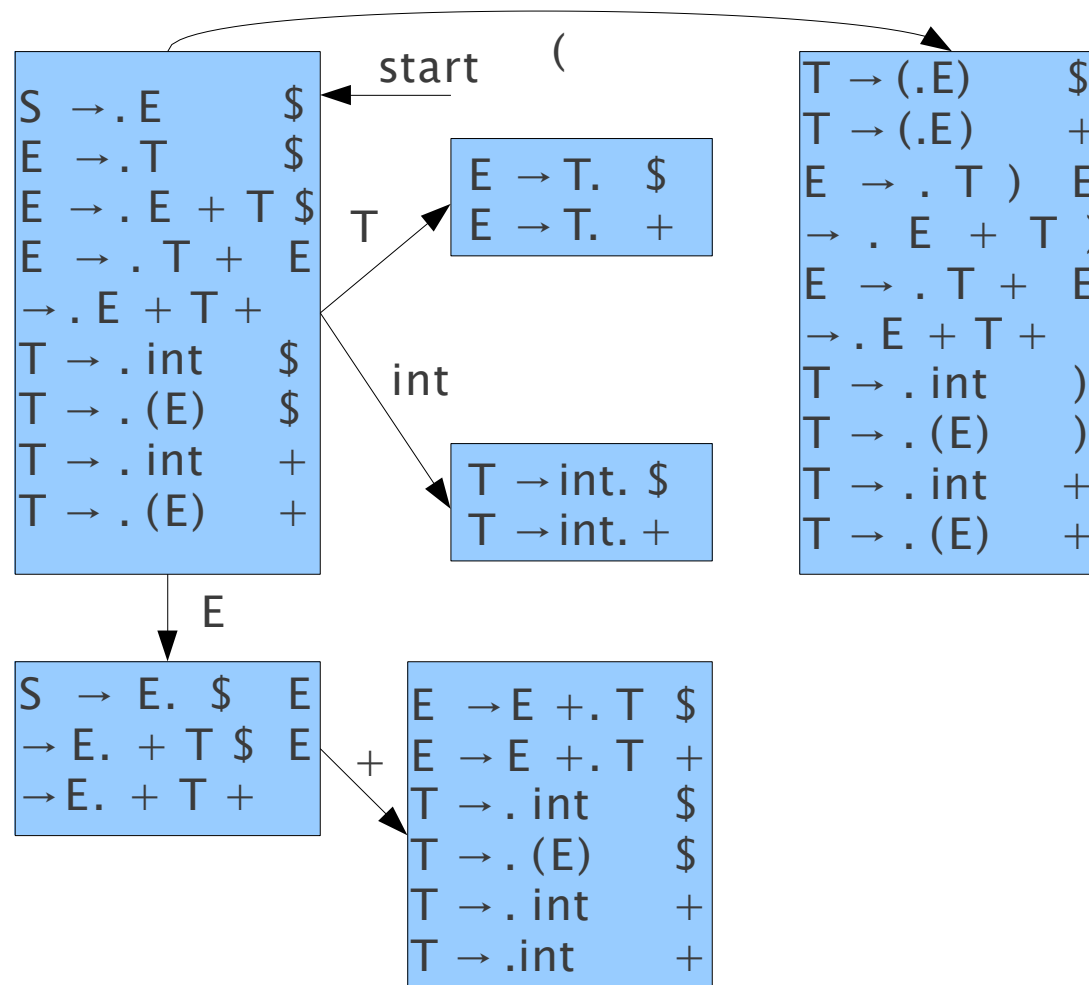 (
start
S → . E $
E → . T $
E → . E + T $
E → . T + E
→ . E + T +
T → . int $
T → . (E) $
T → . int +
T → . (E) +
T
E → T. $
E → T. +
int
T → int. $
T → int. +
T → (.E) $
T → (.E) +
E → . T ) E
→ . E + T )
E → . T + E
→ . E + T +
T → . int )
T → . (E) )
T → . int +
T → . (E) +
E
S → E. $ E
→ E. + T $ E
→ E. + T +
+
E → E +. T $
E → E +. T +
T → . int $
T → . (E) $
T → . int +
T → .int +